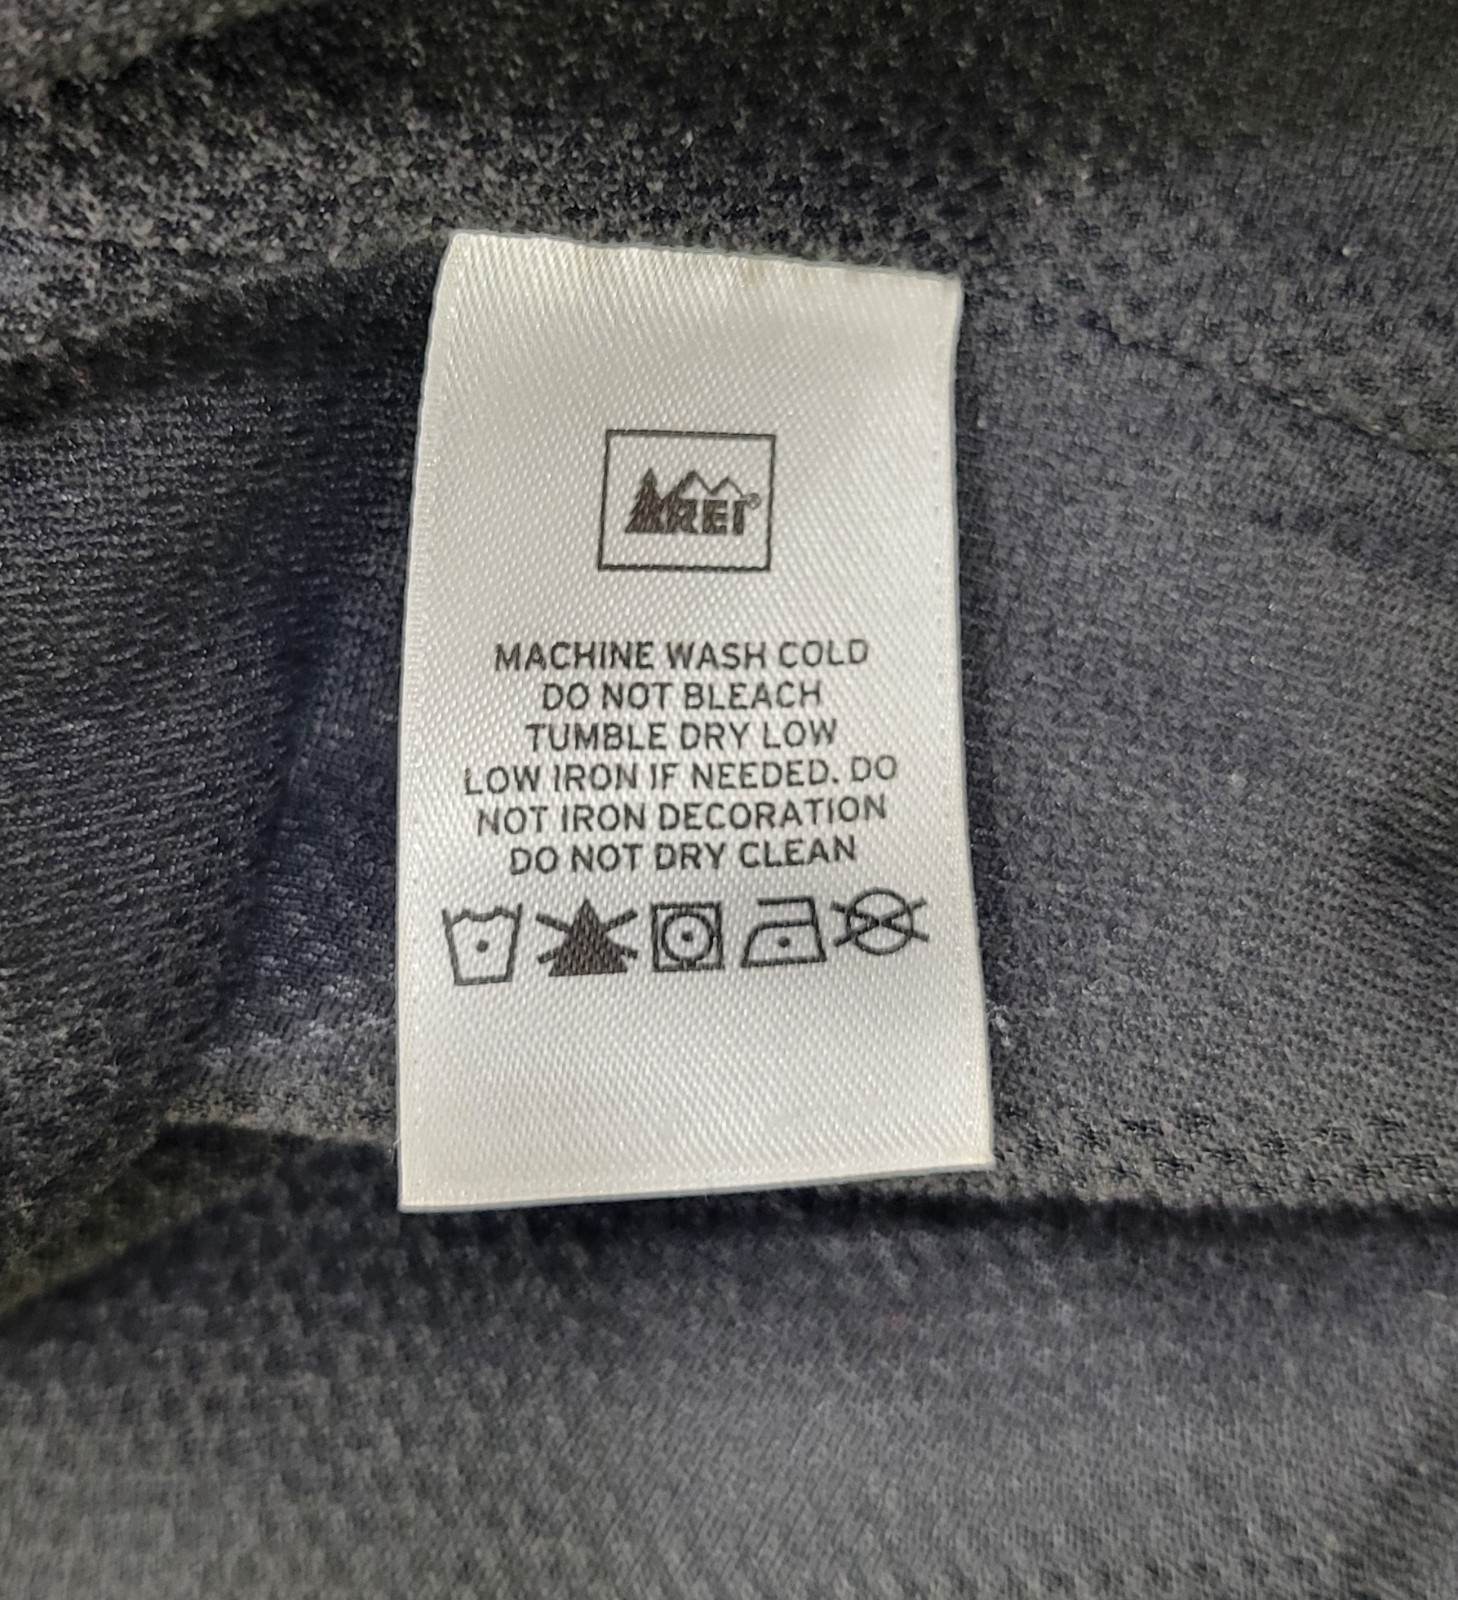 REI®
MACHINE WASH COLD
DO NOT BLEACH
TUMBLE DRY LOW
LOW IRON IF NEEDED. DO
NOT IRON DECORATION
DO NOT DRY CLEAN